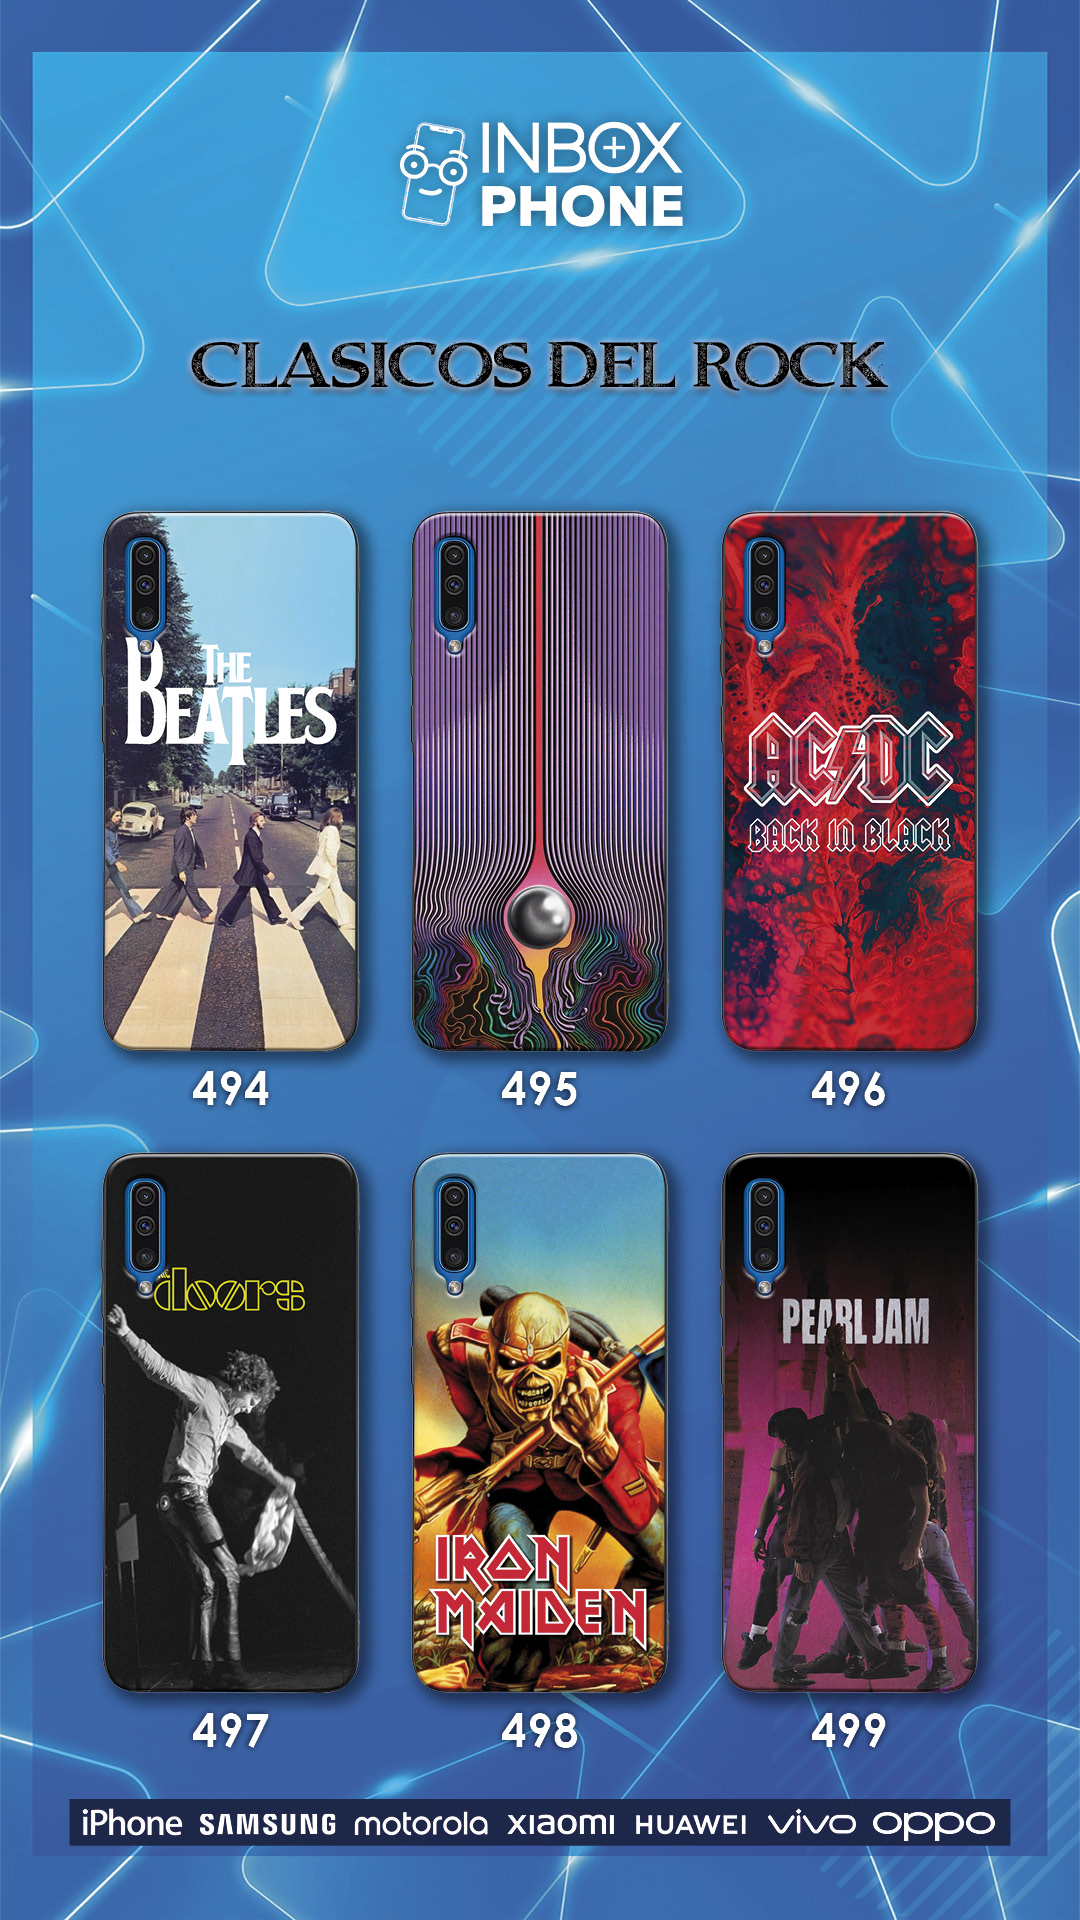 INBOX
PHONE
CLASICOS DEL ROCK
THE
BEATLES
AC/DC
BACK IN BLACK
494
495
496
THE
doors
PEARL JAM
IRON
MAIDEN
497
498
499
iPhone SAMSUNG motorola xiaomi HUAWEI vivo oppo